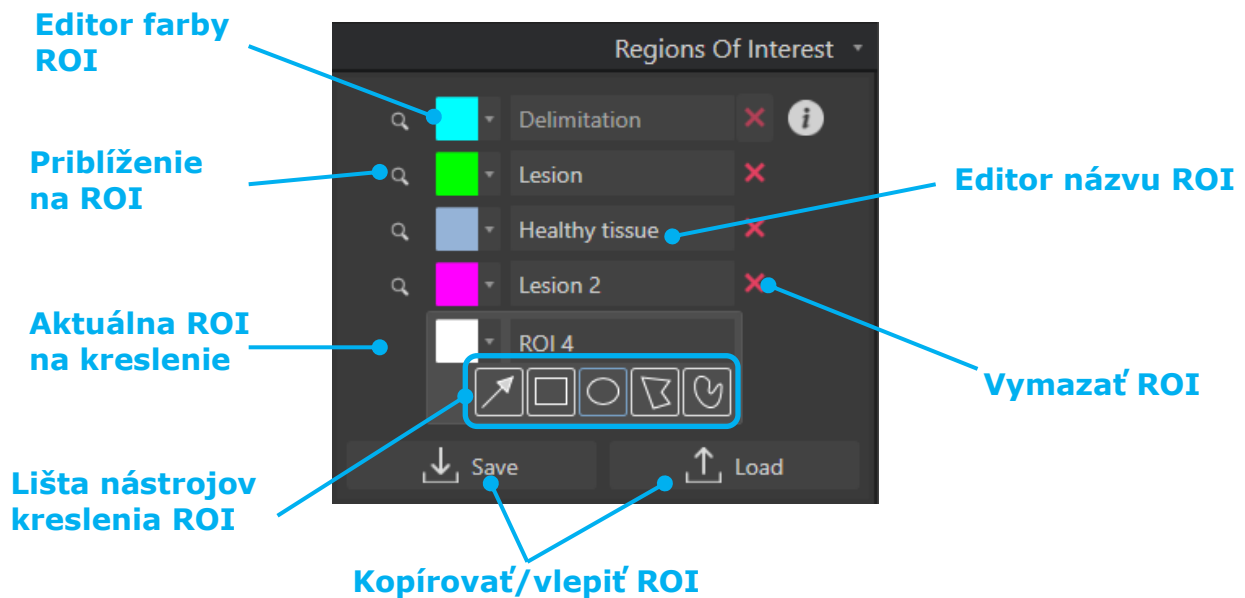 Editor farby
ROI
Regions Of Interest
Delimitation
i
Priblíženie
na ROI
Lesion
Editor názvu ROI
Healthy tissue
Lesion 2
Aktuálna ROI
na kreslenie
ROI 4
Vymazať ROI
Save
Load
Lišta nástrojov
kreslenia ROI
Kopírovať/vlepiť ROI